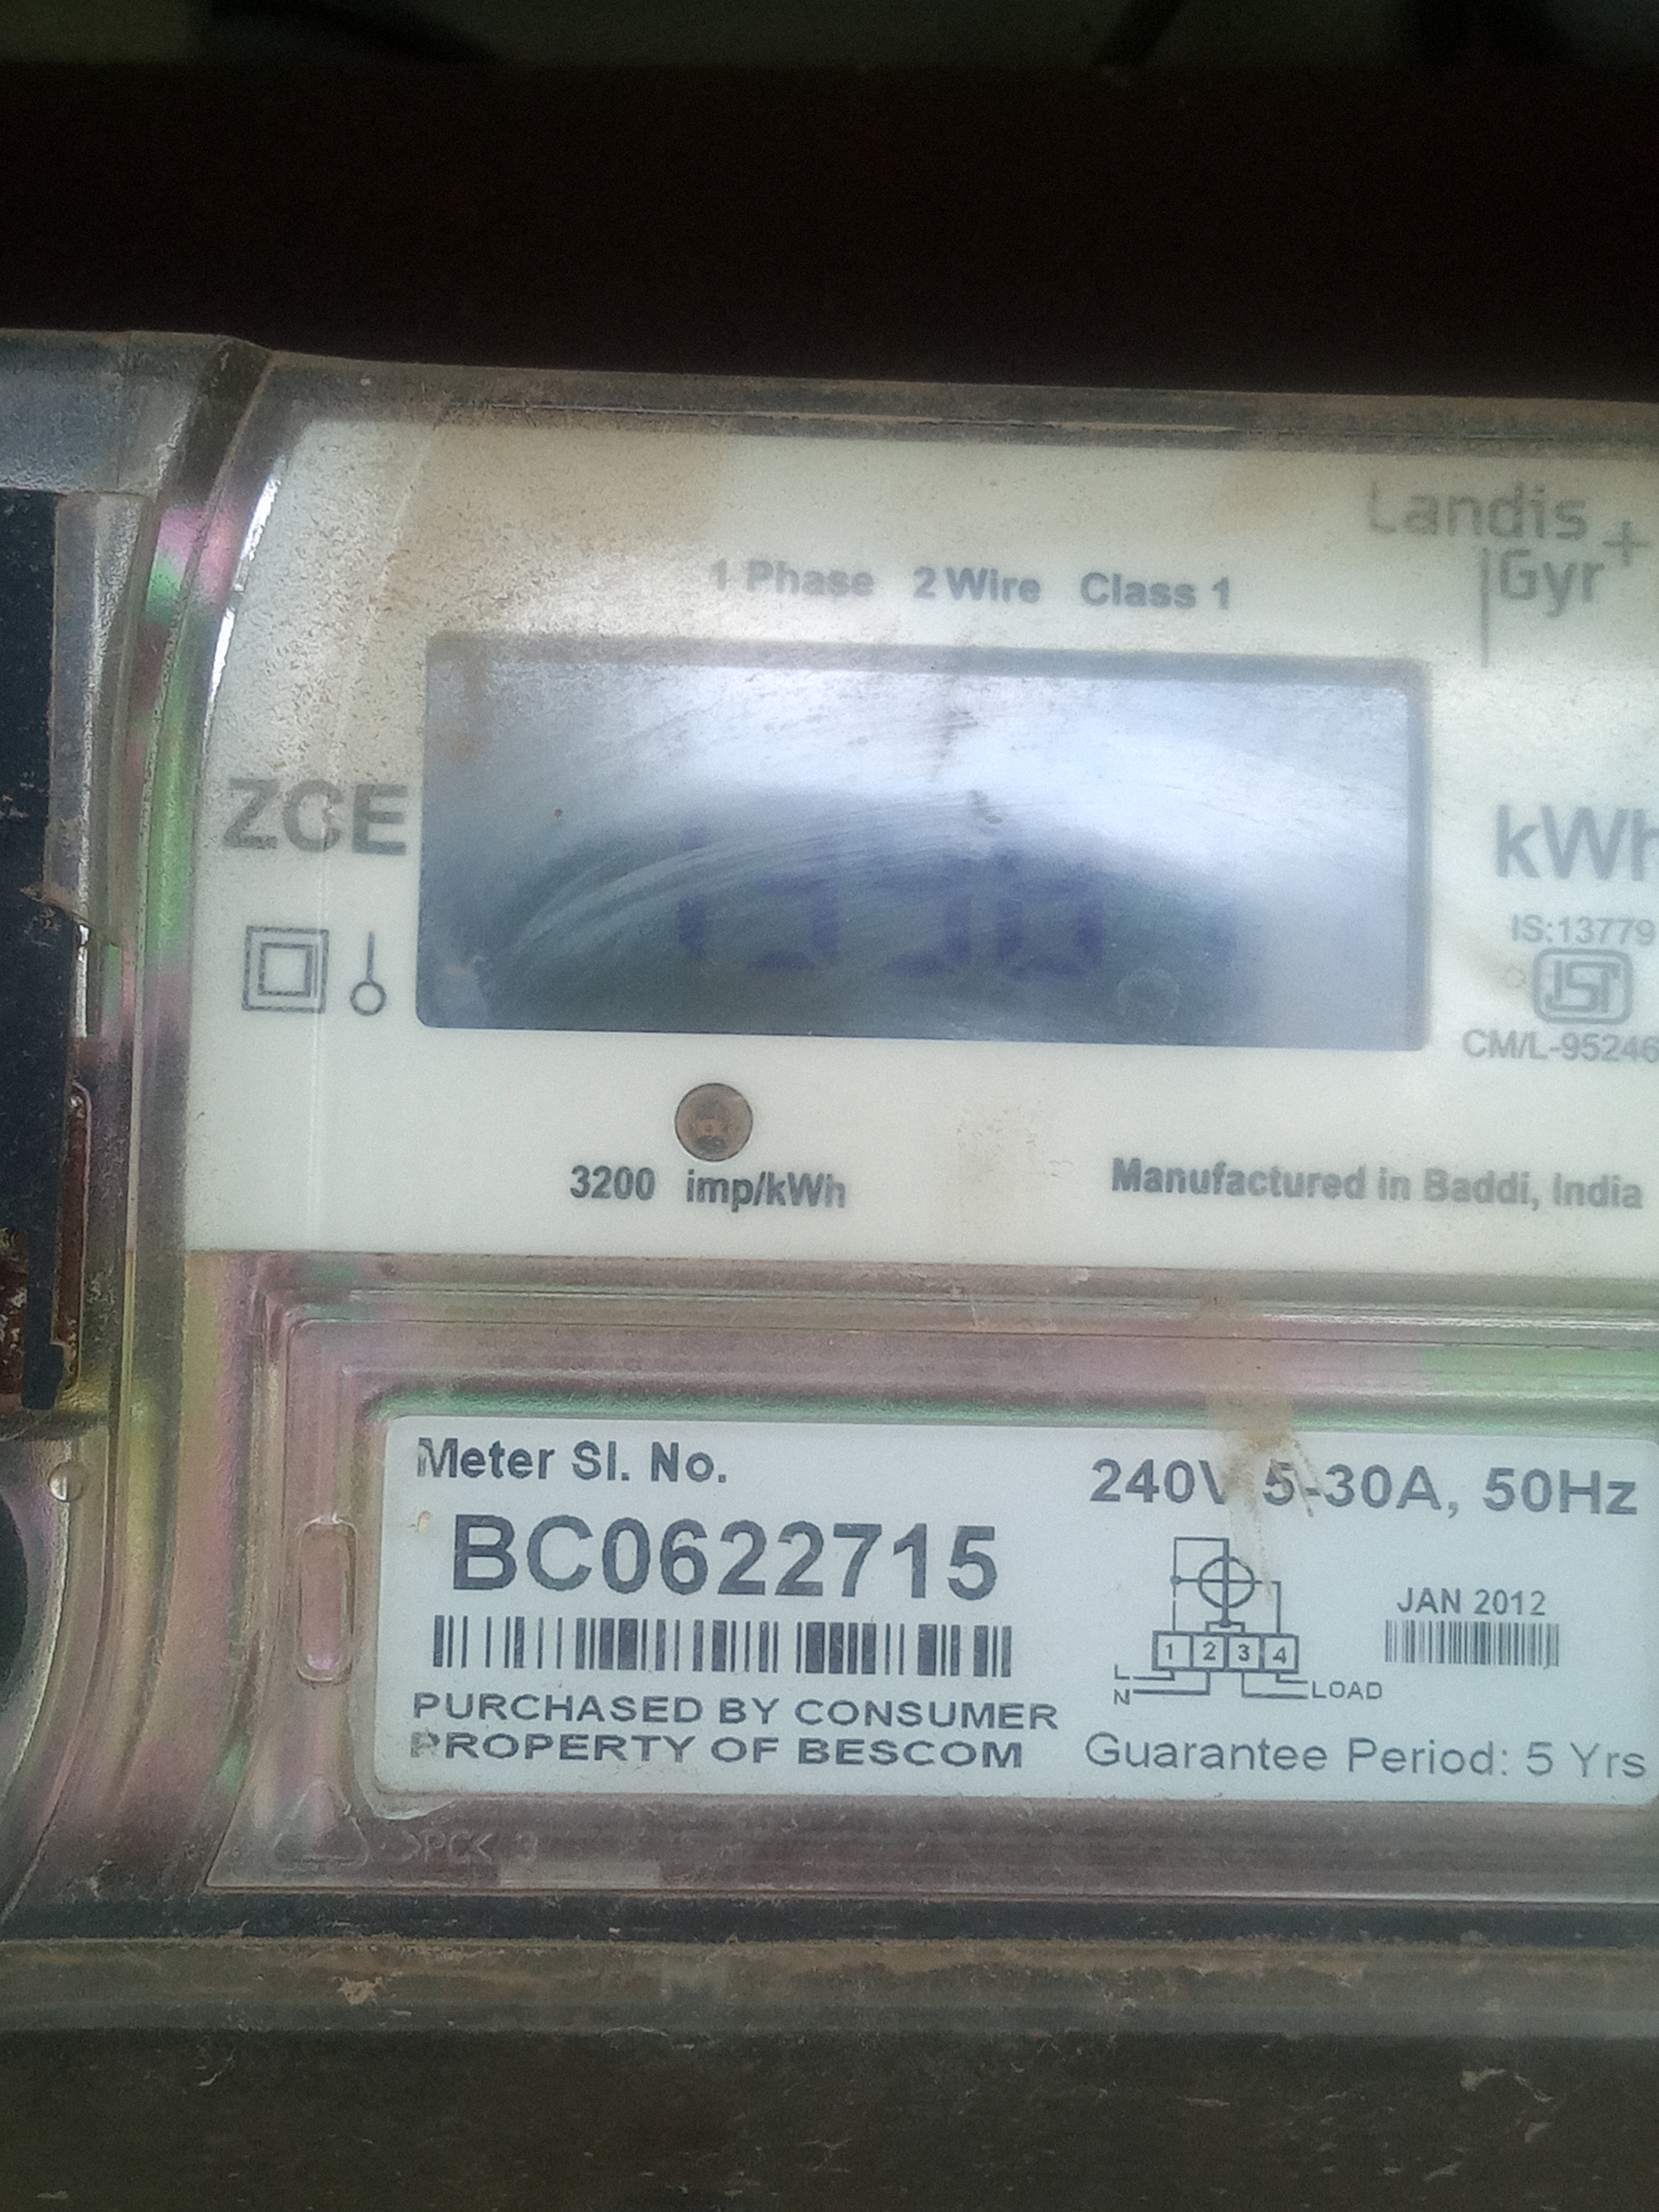 Landis
Gyr+
1 Phase 2 Wire Class 1
ZCE
kWh
IS:13779
ISI
CM/L-95246
3200 imp/kWh
Manufactured in Baddi, India
Meter Sl. No.
BC0622715
PURCHASED BY CONSUMER
PROPERTY OF BESCOM
240V 5-30A, 50Hz
JAN 2012
1 2 3 4
L
N
LOAD
Guarantee Period: 5 Yrs
>PC<